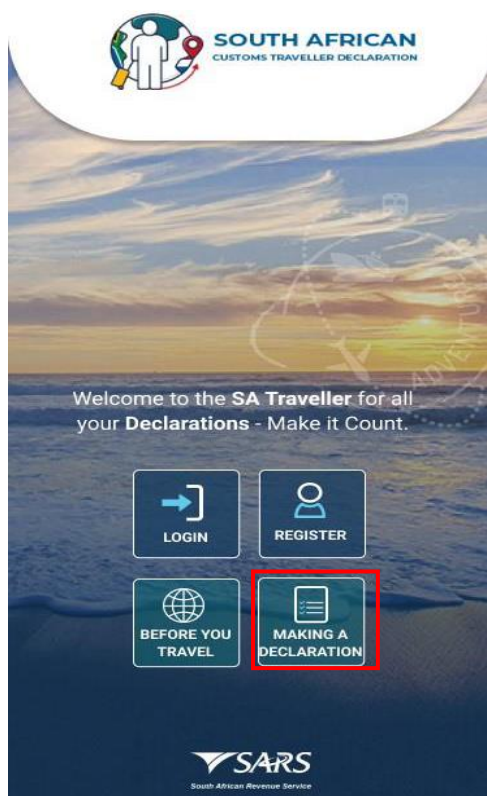 SOUTH AFRICAN
CUSTOMS TRAVELLER DECLARATION
ADVENTURE
Welcome to the SA Traveller for all
your Declarations - Make it Count.
LOGIN
REGISTER
BEFORE YOU
TRAVEL
MAKING A
DECLARATION
SARS
South African Revenue Service